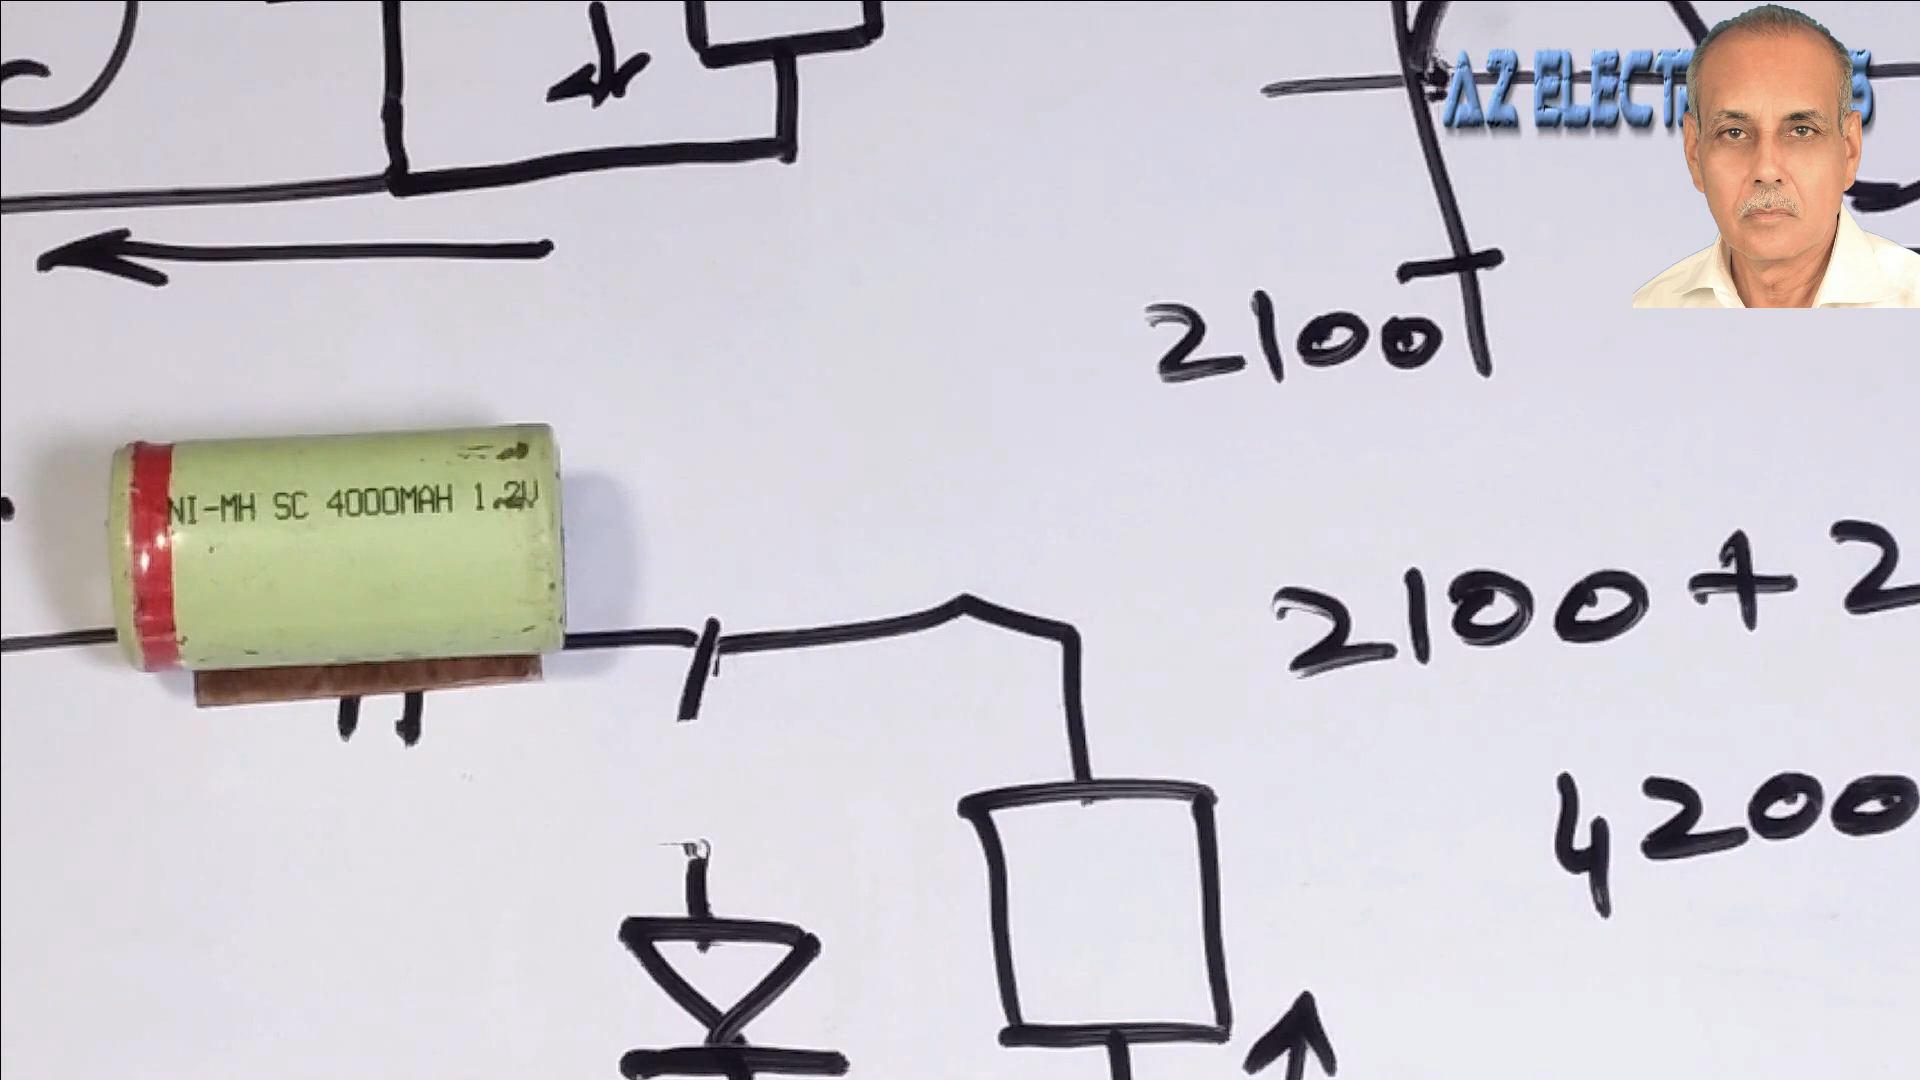 AZ ELECT
2100
NI-MH SC 4000MAH 1.2V
2100 + 2
4200